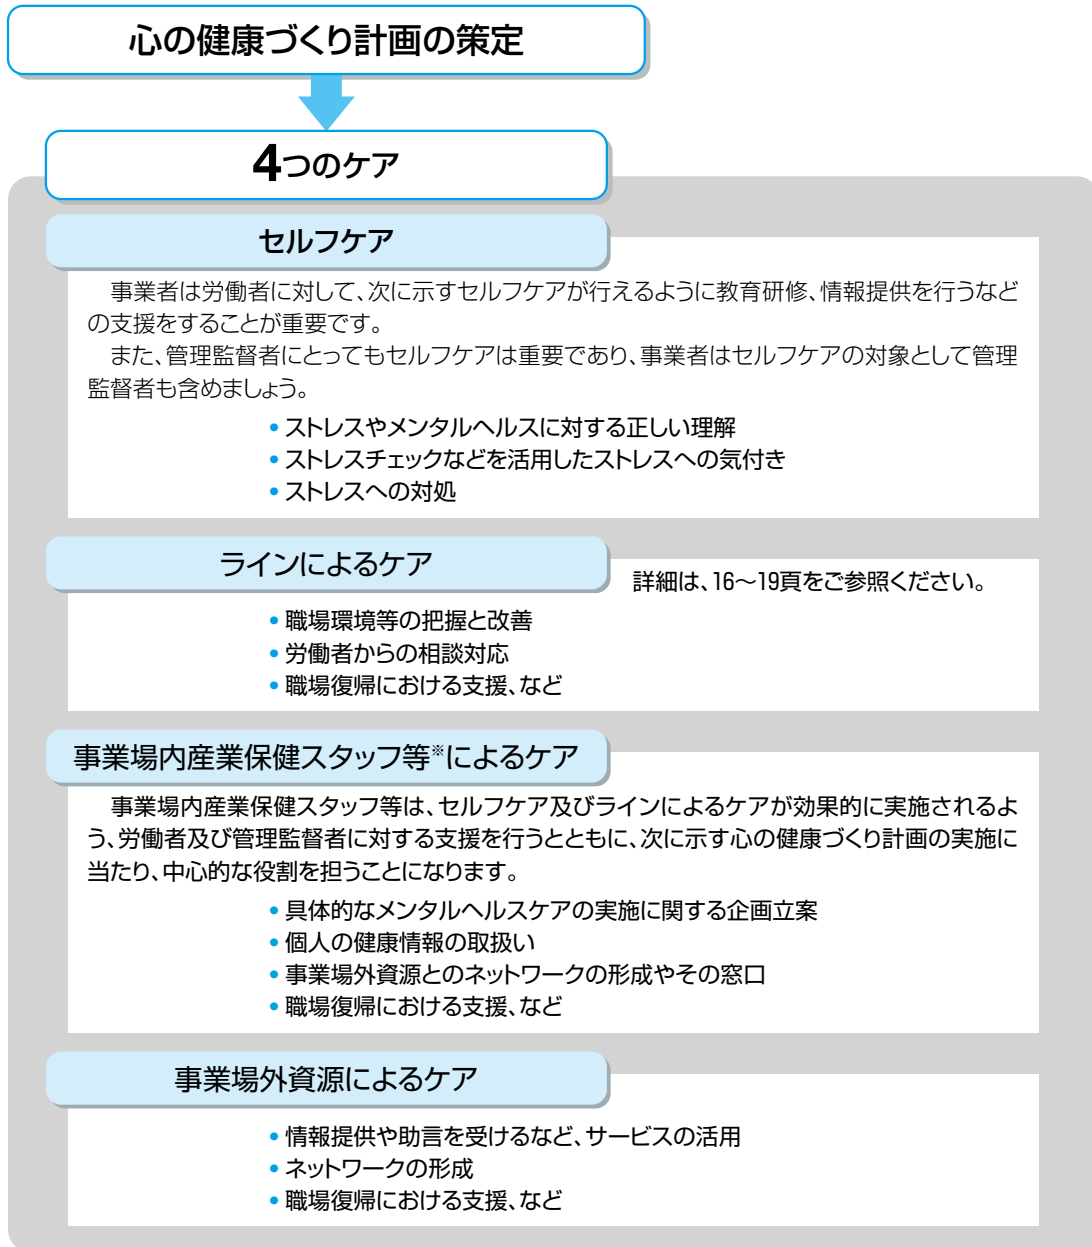 心の健康づくり計画の策定
4つのケア
セルフケア
　事業者は労働者に対して、次に示すセルフケアが行えるように教育研修、情報提供を行うなど
の支援をすることが重要です。
　また、管理監督者にとってもセルフケアは重要であり、事業者はセルフケアの対象として管理
監督者も含めましょう。
•ストレスやメンタルヘルスに対する正しい理解
•ストレスチェックなどを活用したストレスへの気付き
•ストレスへの対処
ラインによるケア
詳細は、16～19頁をご参照ください。
•職場環境等の把握と改善
•労働者からの相談対応
•職場復帰における支援、など
事業場内産業保健スタッフ等※によるケア
　事業場内産業保健スタッフ等は、セルフケア及びラインによるケアが効果的に実施されるよ
う、労働者及び管理監督者に対する支援を行うとともに、次に示す心の健康づくり計画の実施に
当たり、中心的な役割を担うことになります。
•具体的なメンタルヘルスケアの実施に関する企画立案
•個人の健康情報の取扱い
•事業場外資源とのネットワークの形成やその窓口
•職場復帰における支援、など
事業場外資源によるケア
•情報提供や助言を受けるなど、サービスの活用
•ネットワークの形成
•職場復帰における支援、など